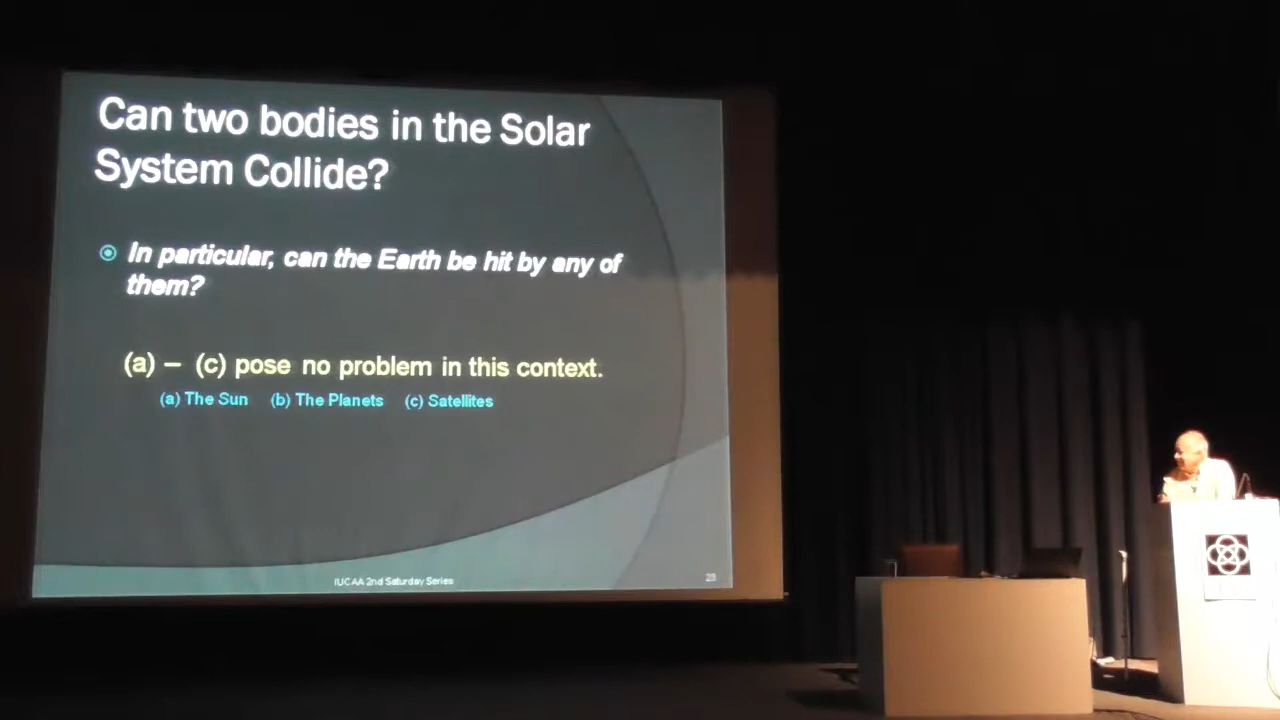 Can two bodies in the Solar
System Collide?
In particular, can the Earth be hit by any of
them?
(a) – (c) pose no problem in this context.
(a) The Sun (b) The Planets (c) Satellites
IUCAA 2nd Saturday Series
23